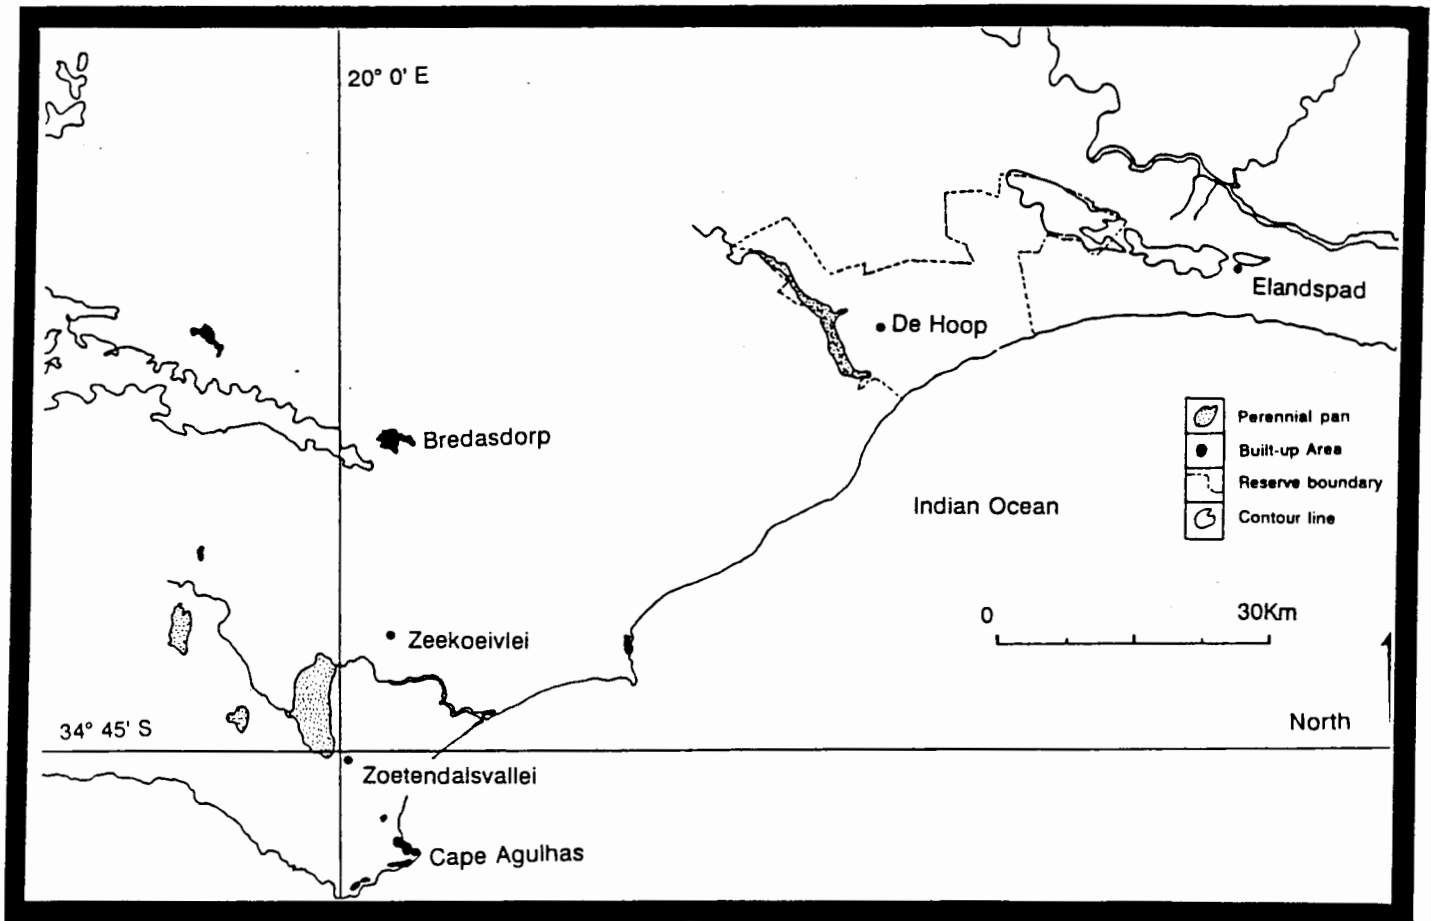 20° 0' E
Elandspad
De Hoop
Perennial pan
Bredasdorp
Built-up Area
Reserve boundary
Indian Ocean
Contour line
0 30Km
Zeekoeivlei
34° 45' S
North
Zoetendalsvallei
Cape Agulhas